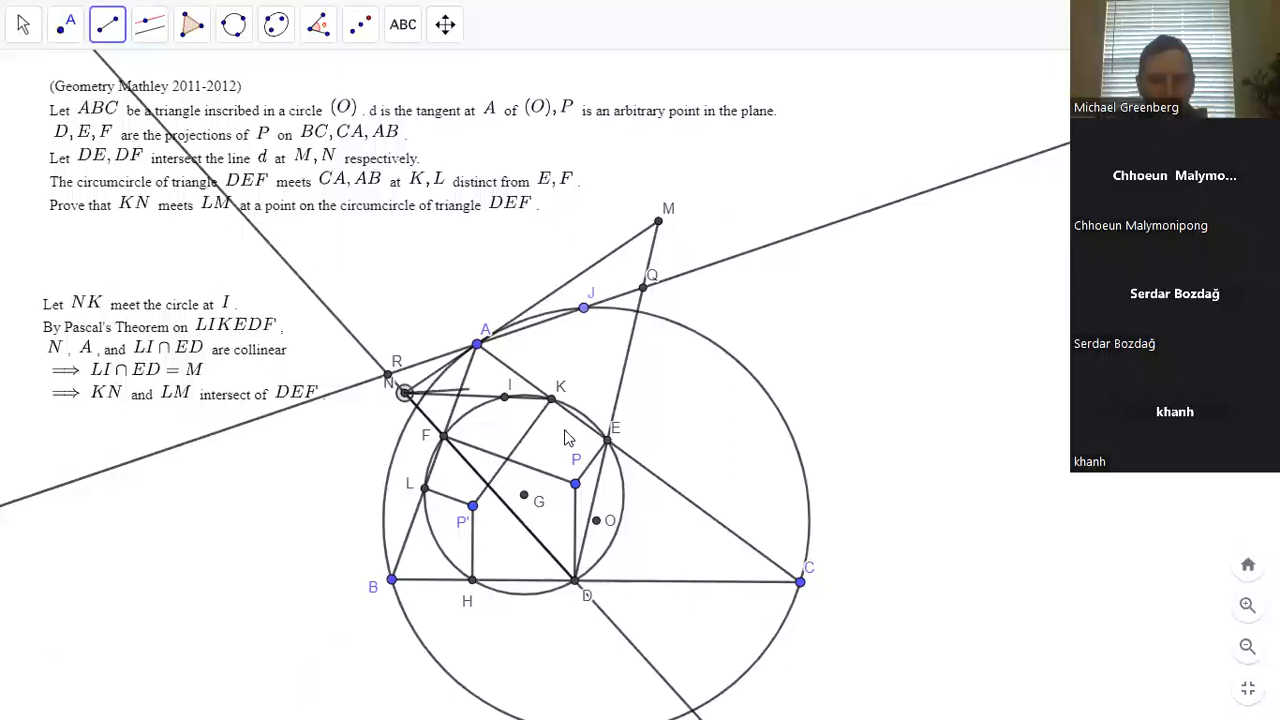 A
ABC
(Geometry Mathley 2011-2012)
Let ABC be a triangle inscribed in a circle (O) . d is the tangent at A of (O), P is an arbitrary point in the plane.
D, E, F are the projections of P on BC, CA, AB .
Let DE, DF intersect the line d at M, N respectively.
The circumcircle of triangle DEF meets CA, AB at K, L distinct from E, F .
Prove that KN meets LM at a point on the circumcircle of triangle DEF .
Let NK meet the circle at I .
By Pascal's Theorem on LIKEDF ,
N , A , and LI ∩ ED are collinear
⟹ LI ∩ ED = M
⟹ KN and LM intersect of DEF .
M
Q
J
A
R
N
I
K
F
E
P
L
G
P'
O
B
H
D
C
Michael Greenberg
Chhoeun Malymo...
Chhoeun Malymonipong
Serdar Bozdağ
Serdar Bozdağ
khanh
khanh